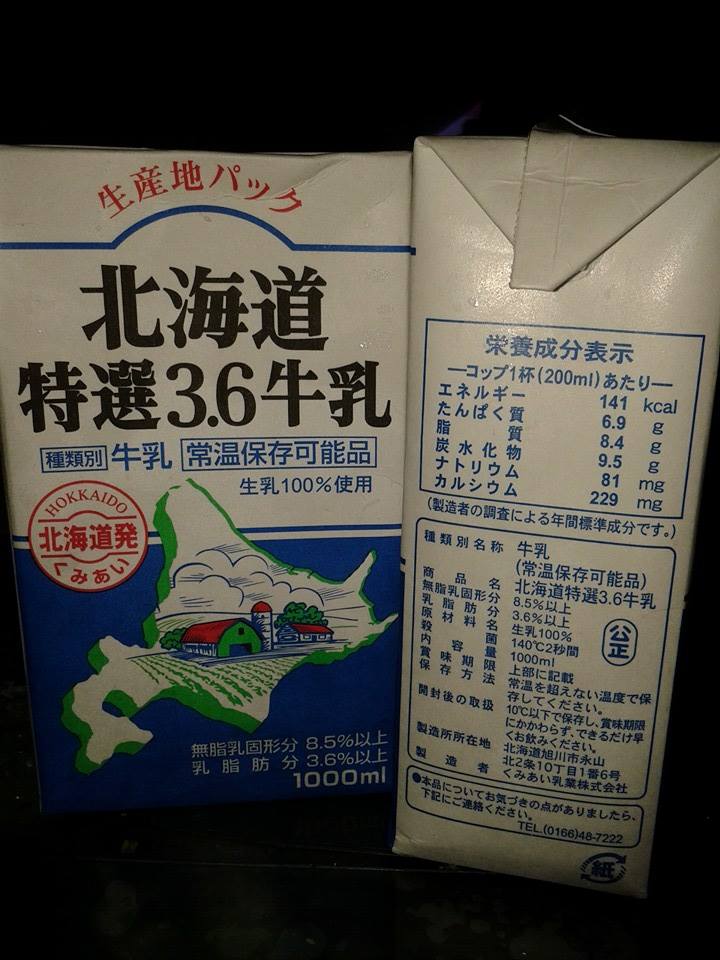 生産地パック
北海道
特選3.6牛乳
種類別 牛乳 常温保存可能品
生乳100%使用
HOKKAIDO
北海道発
くみあい
無脂乳固形分 8.5%以上
乳脂肪分 3.6%以上
1000ml
栄養成分表示
コップ1杯(200ml)あたり
エネルギー 141 kcal
たんぱく質 6.9 g
脂質 8.4 g
炭水化物 9.5 g
ナトリウム 81 mg
カルシウム 229 mg
(製造者の調査による年間標準成分です。)
種類別名称 牛乳
(常温保存可能品)
商品名 北海道特選3.6牛乳
無脂乳固形分 8.5%以上
乳脂肪分 3.6%以上
原材料名 生乳100%
殺菌 140℃2秒間
内容量 1000ml
賞味期限 上部に記載
保存方法 常温を超えない温度で保
存してください。
開封後の取扱 10℃以下で保存し、賞味期限
にかかわらず、できるだけ早
くお飲みください。
製造所所在地 北海道旭川市永山
北2条10丁目1番6号
製造者 くみあい乳業株式会社
公正
●本品についてお気づきの点がありましたら、
下記にご連絡ください。
TEL.(0166)48-7222
紙